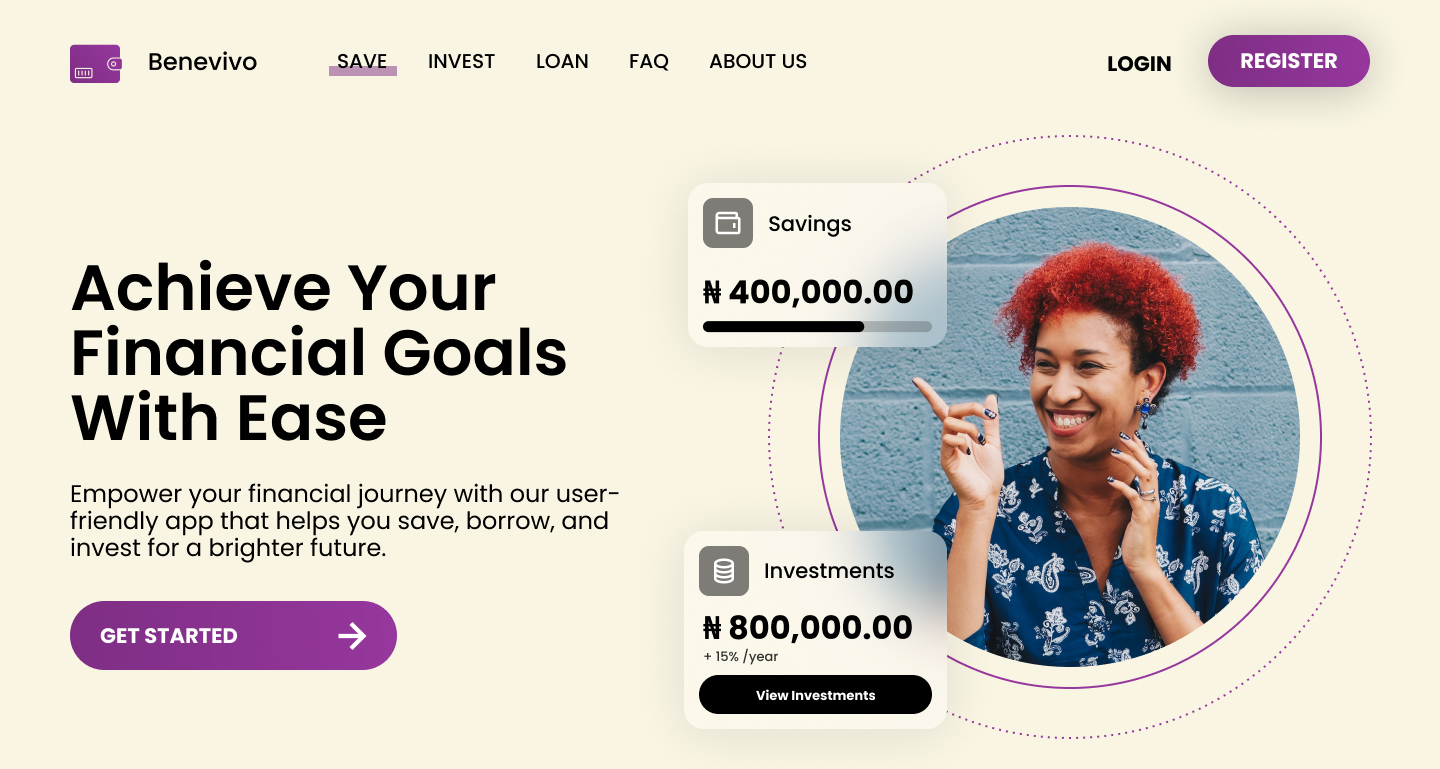 Benevivo
SAVE
INVEST
LOAN
FAQ
ABOUT US
LOGIN
REGISTER
Achieve Your
Financial Goals
With Ease
Empower your financial journey with our user-
friendly app that helps you save, borrow, and
invest for a brighter future.
GET STARTED
Savings
₦ 400,000.00
Investments
₦ 800,000.00
+ 15% /year
View Investments